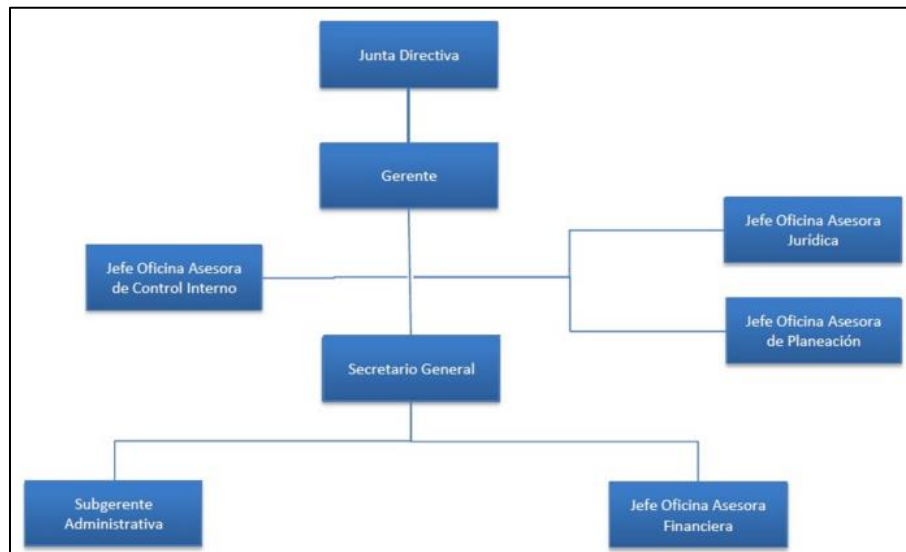 Junta Directiva
Gerente
Jefe Oficina Asesora
Jurídica
Jefe Oficina Asesora
de Control Interno
Jefe Oficina Asesora
de Planeación
Secretario General
Subgerente
Administrativa
Jefe Oficina Asesora
Financiera